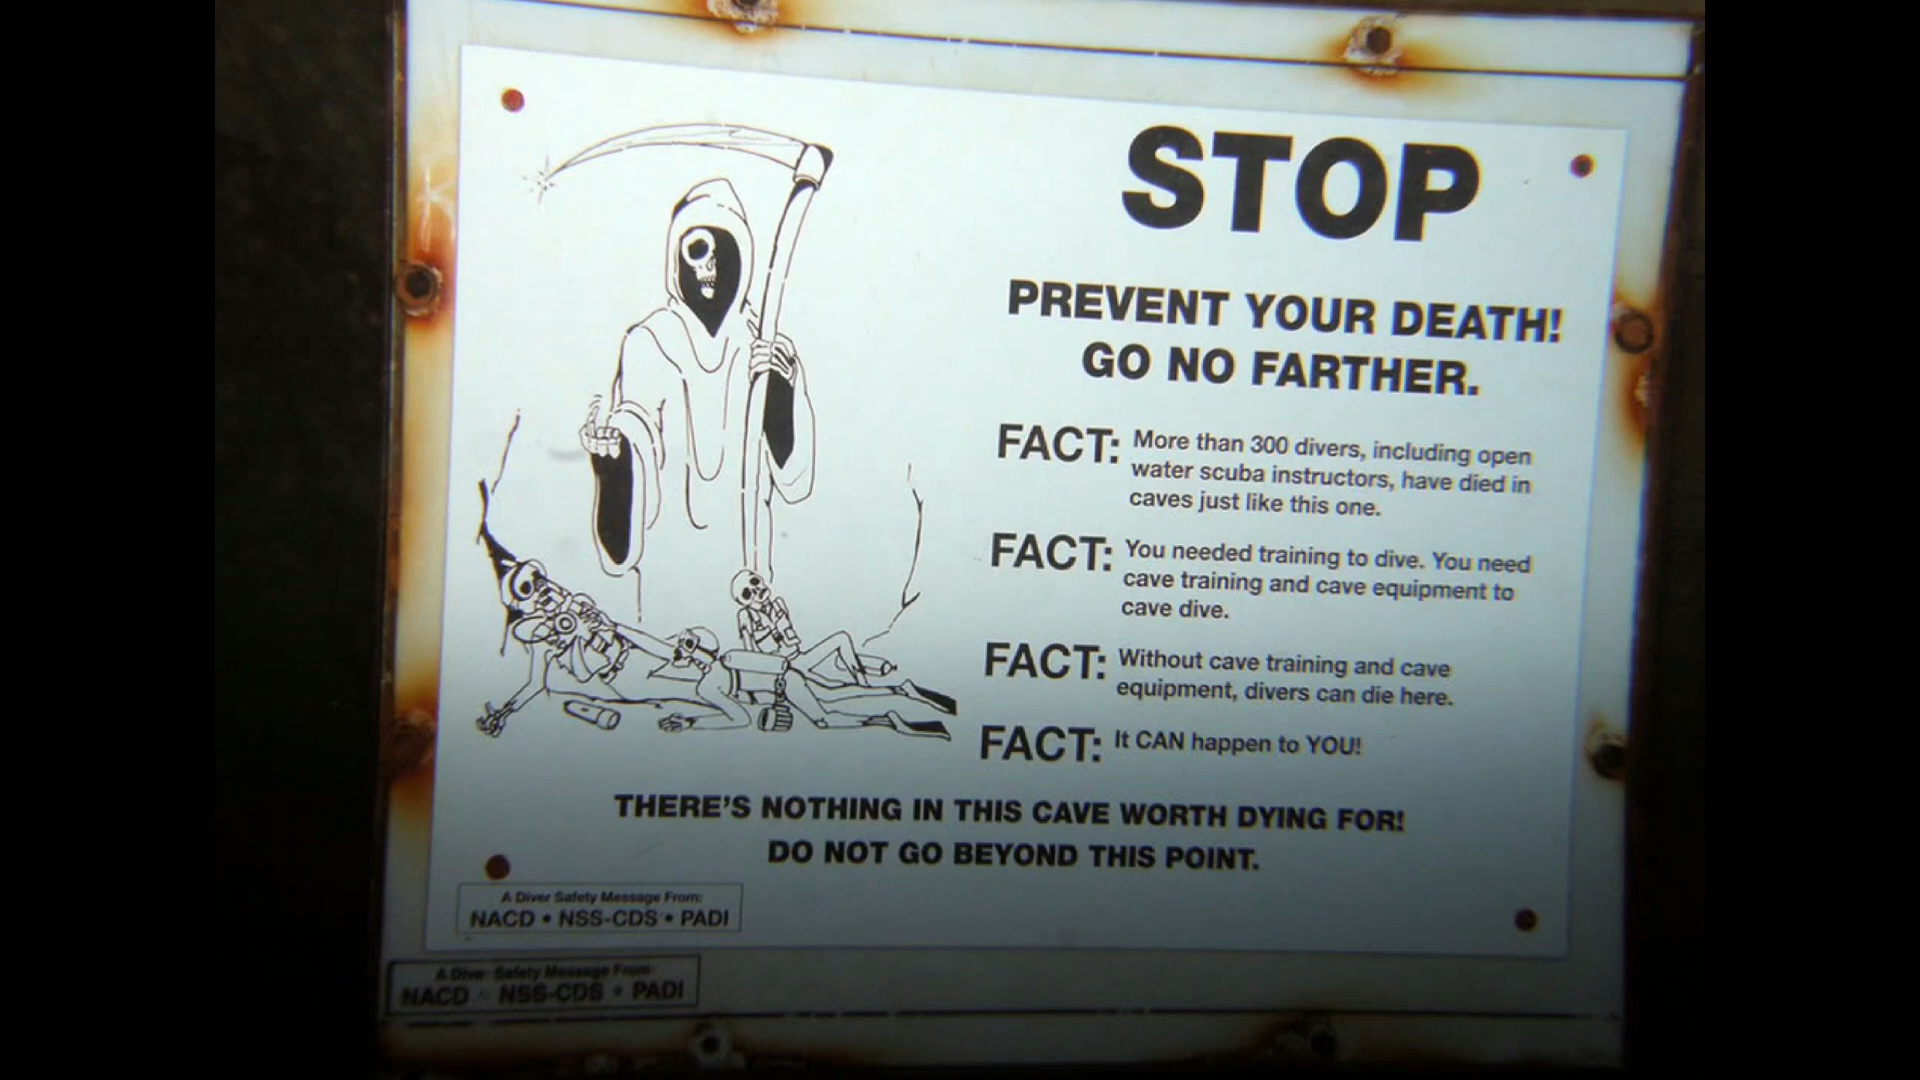 STOP
PREVENT YOUR DEATH!
GO NO FARTHER.
FACT: More than 300 divers, including open
water scuba instructors, have died in
caves just like this one.
FACT: You needed training to dive. You need
cave training and cave equipment to
cave dive.
FACT: Without cave training and cave
equipment, divers can die here.
FACT: It CAN happen to YOU!
THERE'S NOTHING IN THIS CAVE WORTH DYING FOR!
DO NOT GO BEYOND THIS POINT.
A Diver Safety Message From:
NACD • NSS-CDS • PADI
A Diver Safety Message From:
NACD • NSS-CDS • PADI